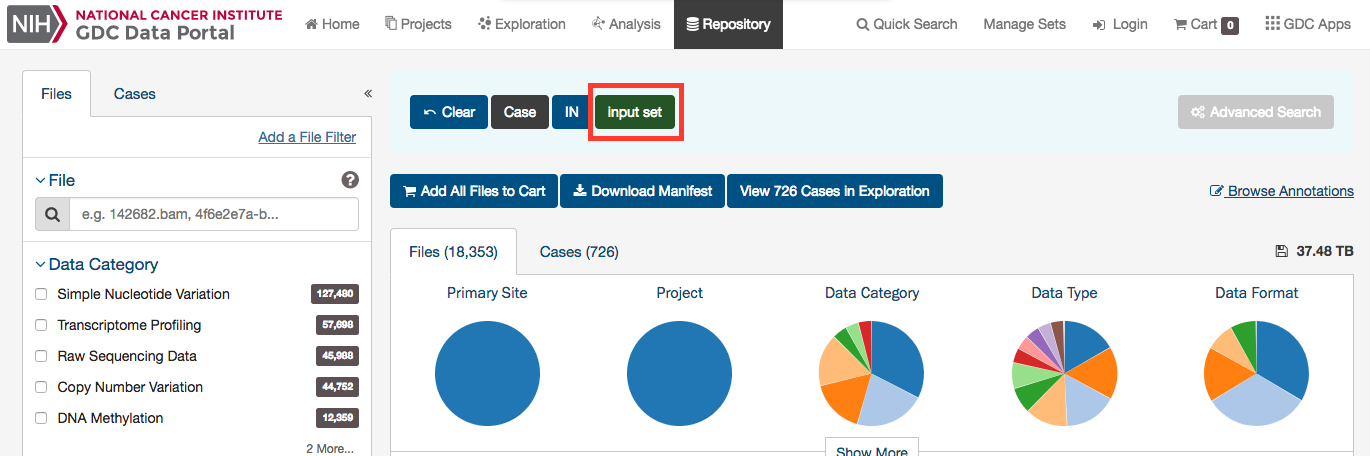 NIH NATIONAL CANCER INSTITUTE
GDC Data Portal
Home Projects Exploration Analysis Repository Quick Search Manage Sets Login Cart 0 GDC Apps
Files Cases «
Clear Case IN input set Advanced Search
Add a File Filter
File ?
Add All Files to Cart Download Manifest View 726 Cases in Exploration Browse Annotations
e.g. 142682.bam, 4f6e2e7a-b...
Files (18,353) Cases (726) 37.48 TB
Data Category
Primary Site Project Data Category Data Type Data Format
Simple Nucleotide Variation 127,480
Transcriptome Profiling 57,698
Raw Sequencing Data 45,988
Copy Number Variation 44,752
DNA Methylation 12,359
2 More...
Show More